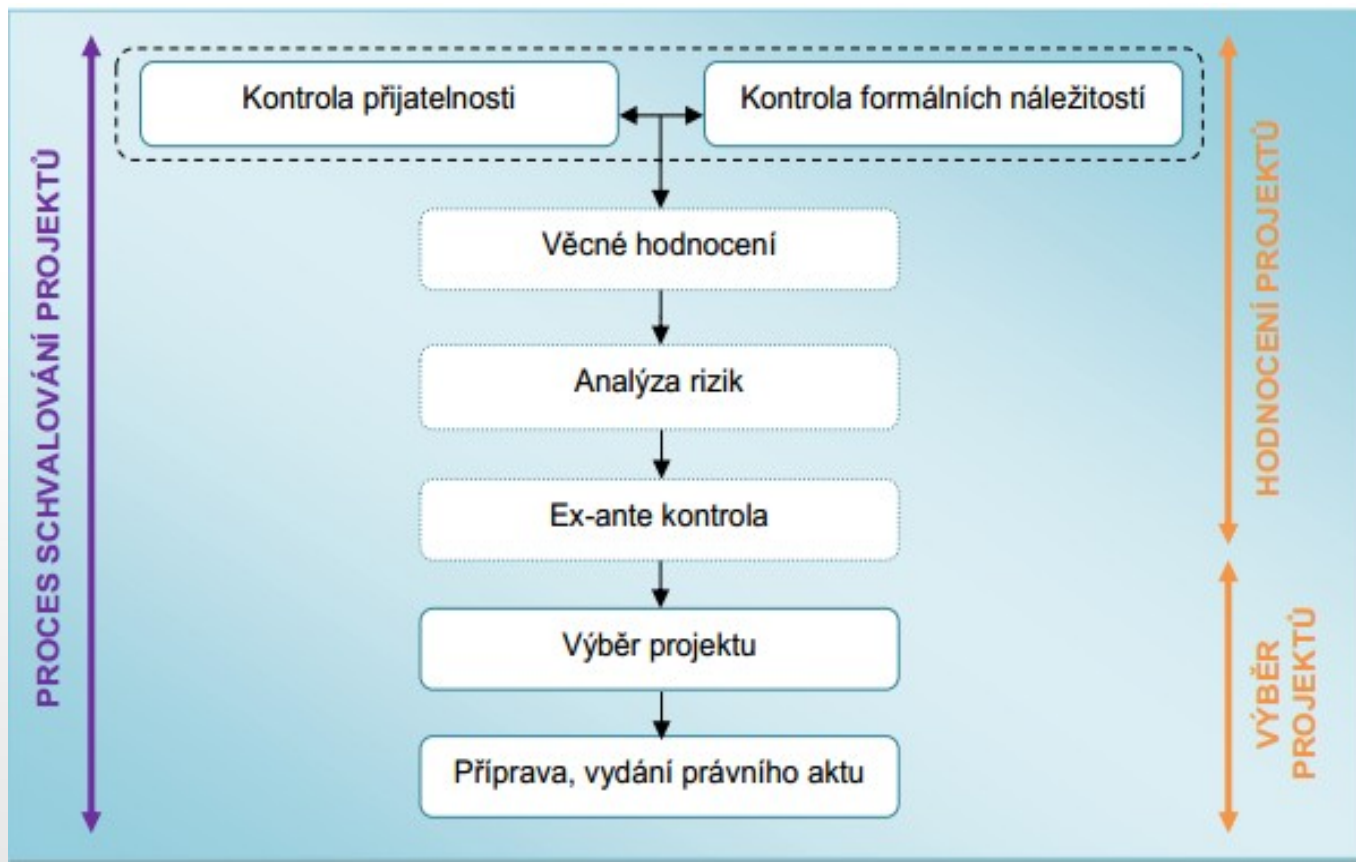 PROCES SCHVALOVÁNÍ PROJEKTŮ
Kontrola přijatelnosti
Kontrola formálních náležitostí
Věcné hodnocení
Analýza rizik
Ex-ante kontrola
Výběr projektu
Příprava, vydání právního aktu
HODNOCENÍ PROJEKTŮ
VÝBĚR
PROJEKTŮ